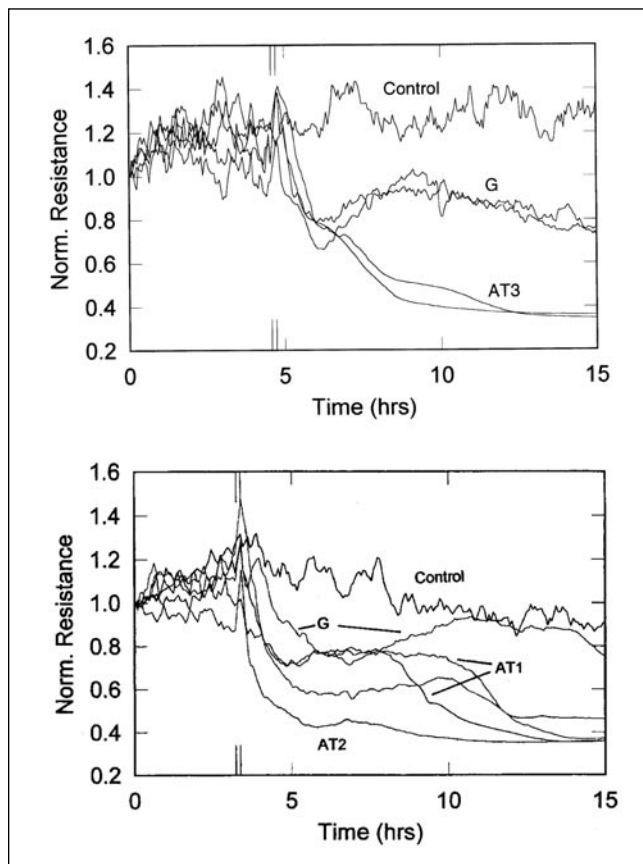 1.6
1.4
1.2
1.0
0.8
0.6
0.4
0.2
Norm. Resistance
Control
G
AT3
0 5 10 15
Time (hrs)
1.6
1.4
1.2
1.0
0.8
0.6
0.4
0.2
Norm. Resistance
Control
G
AT1
AT2
0 5 10 15
Time (hrs)